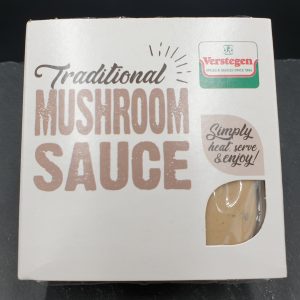 Traditional
MUSHROOM
SAUCE
Verstegen
Simply
heat, serve
& enjoy!